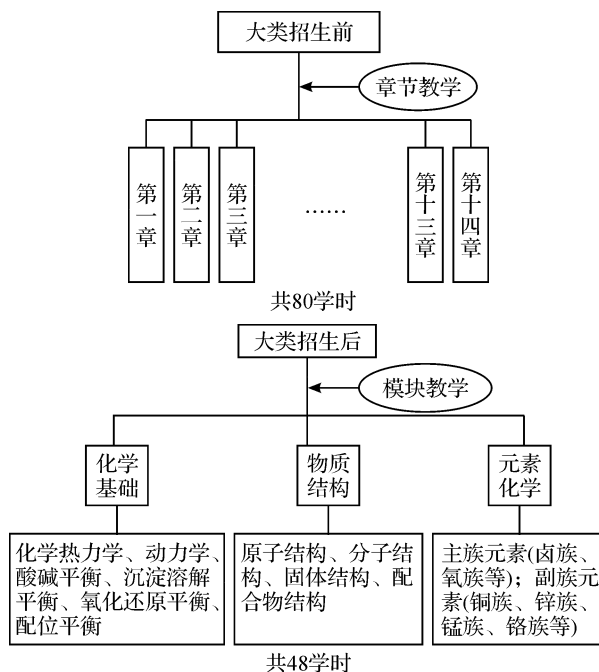 大类招生前
章节教学
第一章
第二章
第三章
……
第十三章
第十四章
共80学时
大类招生后
模块教学
化学
基础
物质
结构
元素
化学
化学热力学、动力学、
酸碱平衡、沉淀溶解
平衡、氧化还原平衡、
配位平衡
原子结构、分子结
构、固体结构、配
合物结构
主族元素(卤族、
氧族等)；副族元
素(铜族、锌族、
锰族、铬族等)
共48学时